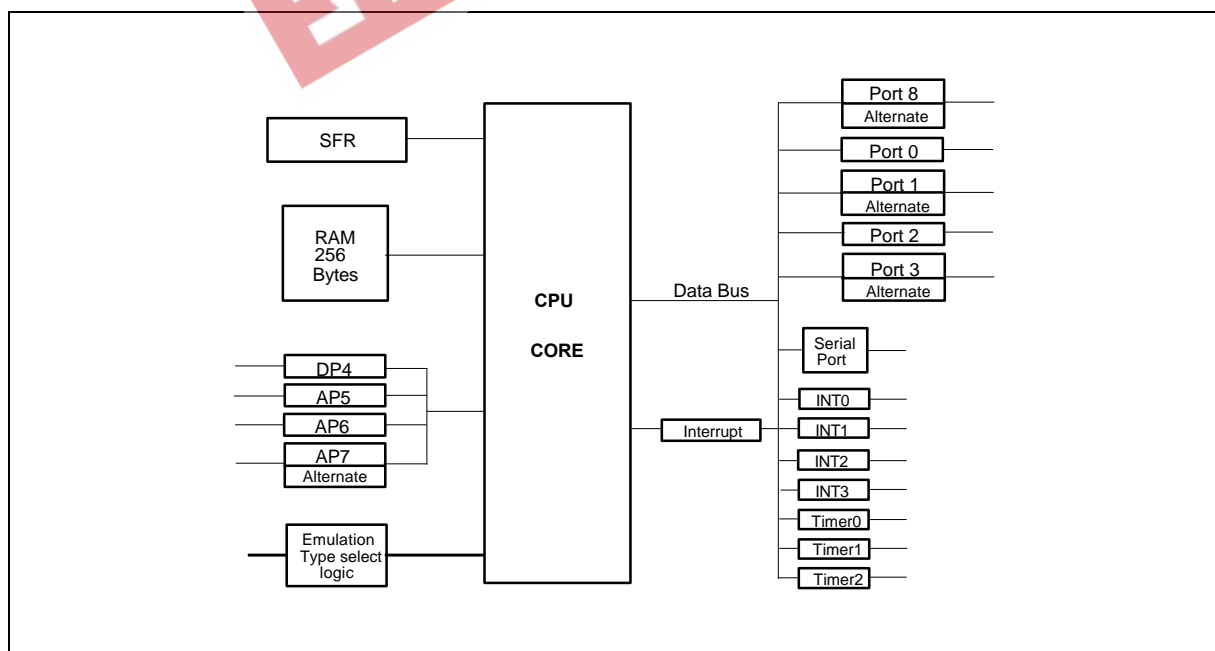 SFR
RAM
256
Bytes
DP4
AP5
AP6
AP7
Alternate
Emulation
Type select
logic
CPU
CORE
Data Bus
Interrupt
Port 8
Alternate
Port 0
Port 1
Alternate
Port 2
Port 3
Alternate
Serial
Port
INT0
INT1
INT2
INT3
Timer0
Timer1
Timer2